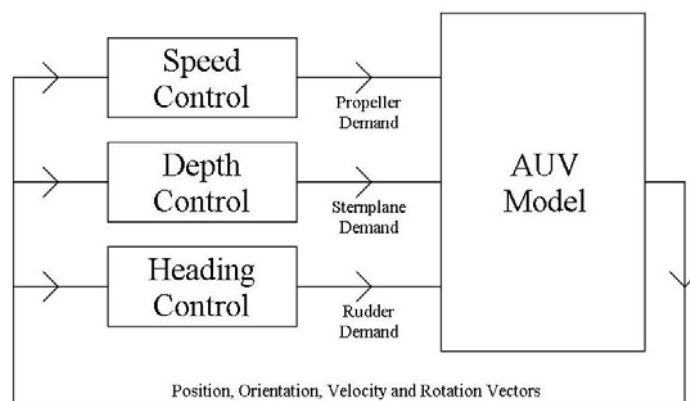 Speed
Control
Propeller
Demand
Depth
Control
Sternplane
Demand
Heading
Control
Rudder
Demand
AUV
Model
Position, Orientation, Velocity and Rotation Vectors